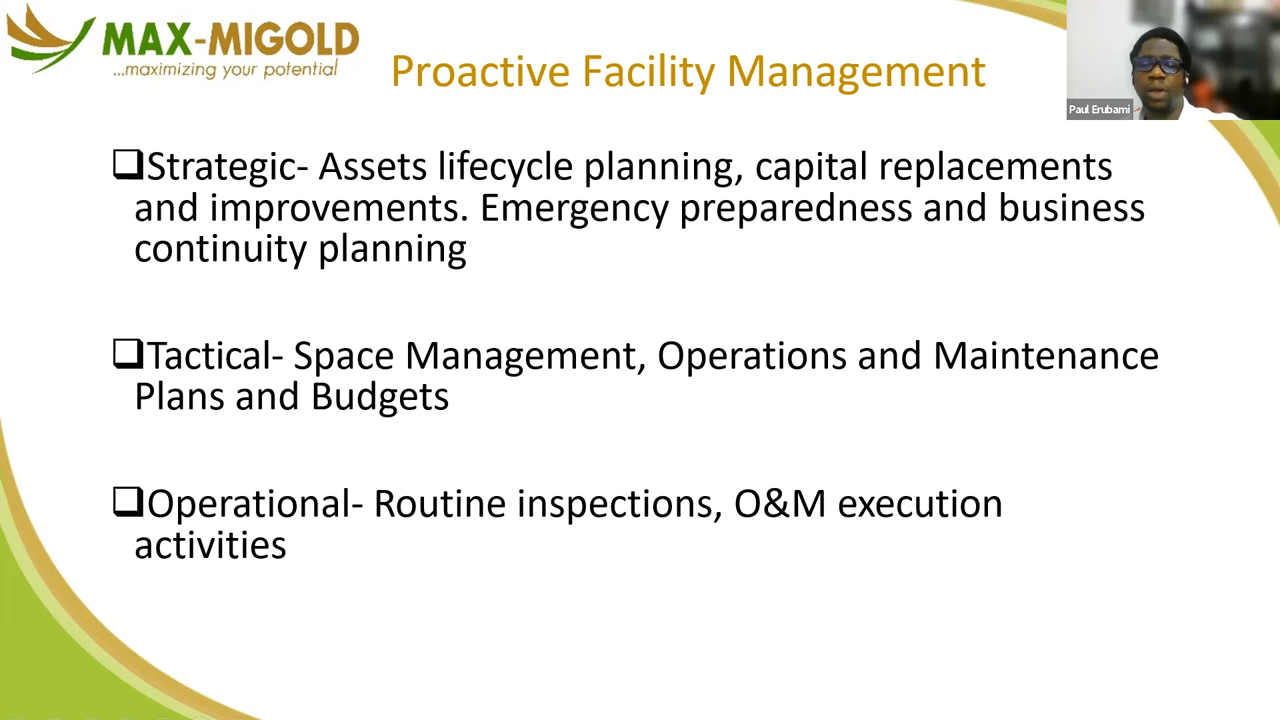 MAX-MIGOLD
...maximizing your potential
Proactive Facility Management
Paul Erubami
❑Strategic- Assets lifecycle planning, capital replacements
and improvements. Emergency preparedness and business
continuity planning
❑Tactical- Space Management, Operations and Maintenance
Plans and Budgets
❑Operational- Routine inspections, O&M execution
activities